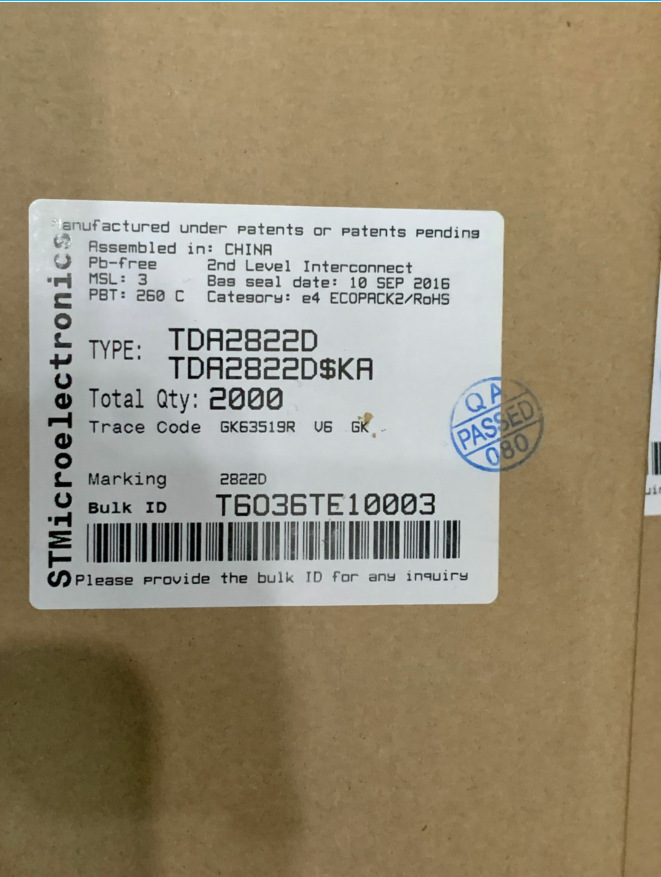 Manufactured under patents or patents pending
Assembled in: CHINA
Pb-free 2nd Level Interconnect
MSL: 3 Bag seal date: 10 SEP 2016
PBT: 260 C Category: e4 ECOPACK2/RoHS
TYPE: TDA2822D
TDA2822D$KA
Total Qty: 2000
Trace Code GK63519R V6 GK
Marking 2822D
Bulk ID T6036TE10003
Please provide the bulk ID for any inquiry
STMicroelectronics
QA
PASSED
080